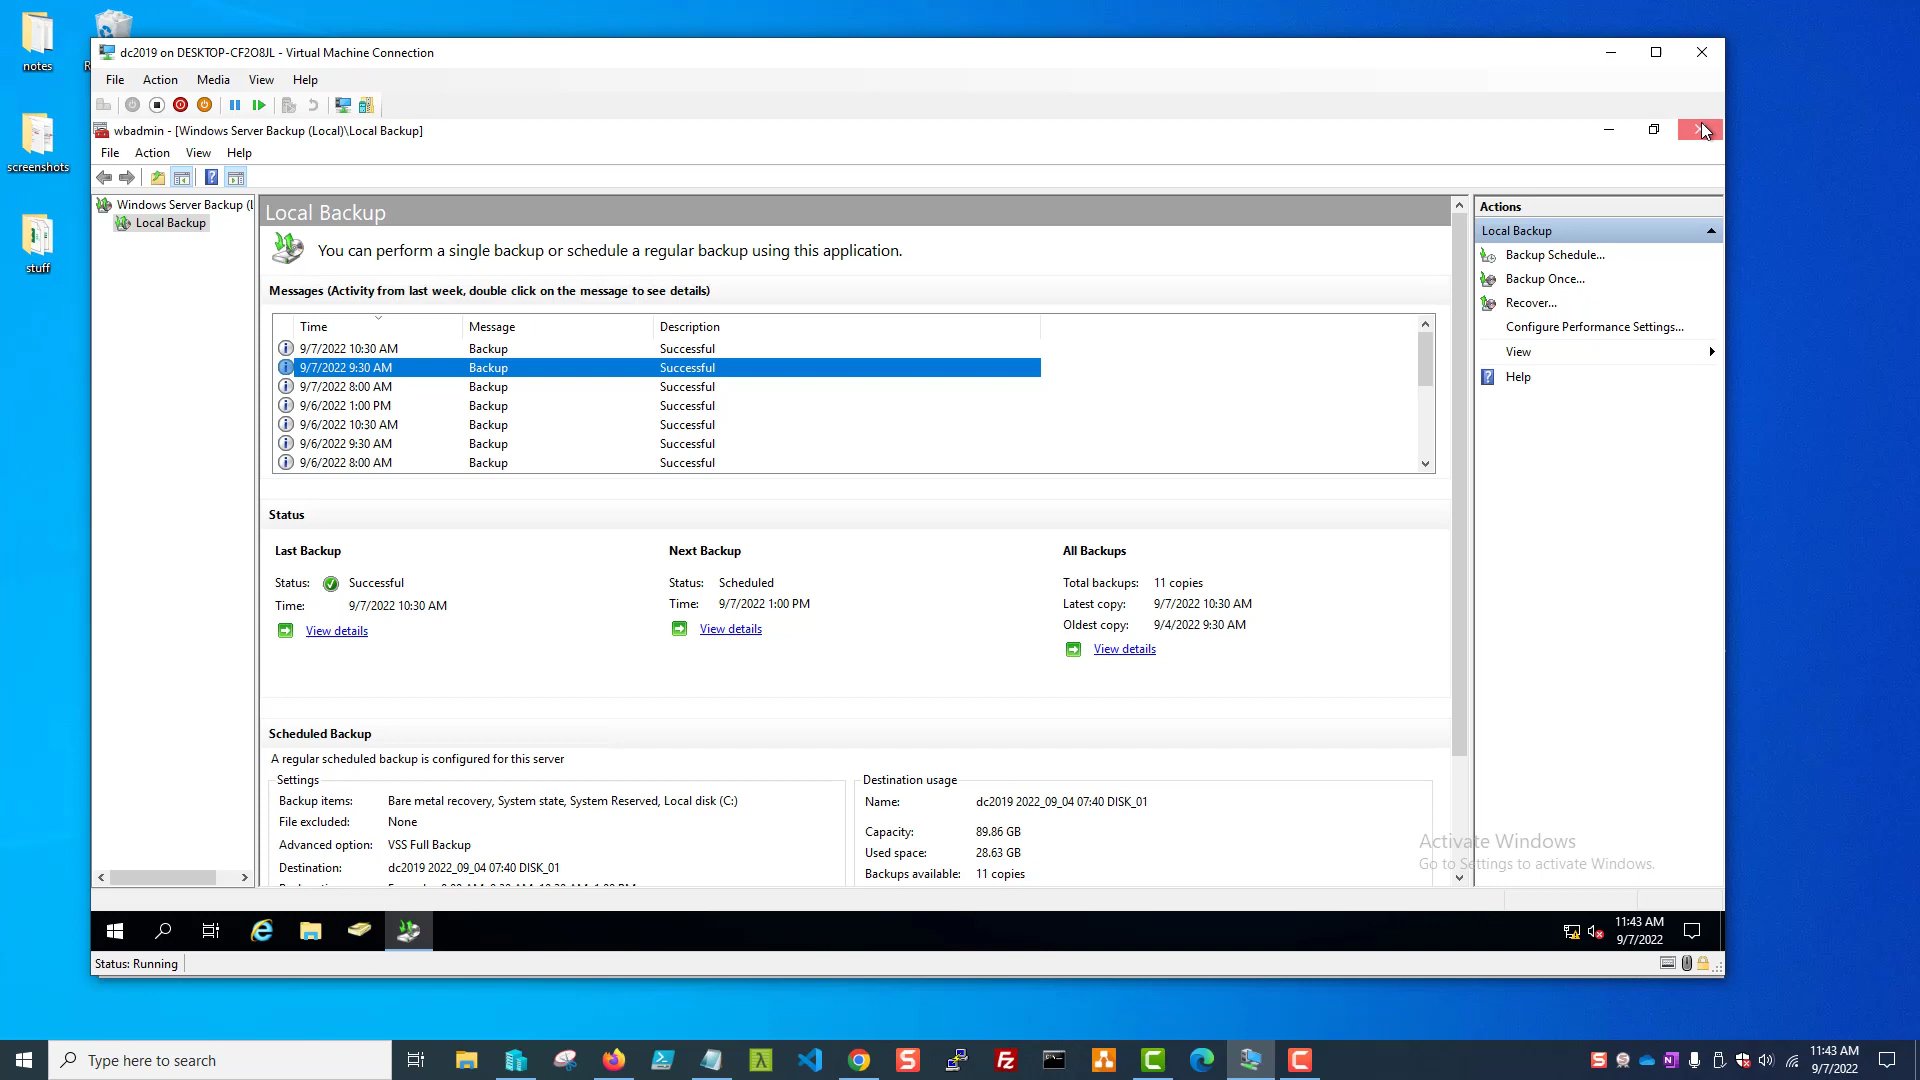 notes
screenshots
stuff
dc2019 on DESKTOP-CF2O8JL - Virtual Machine Connection
File Action Media View Help
wbadmin - [Windows Server Backup (Local)\Local Backup]
File Action View Help
Windows Server Backup (L
Local Backup
Local Backup
You can perform a single backup or schedule a regular backup using this application.
Messages (Activity from last week, double click on the message to see details)
Time Message Description
9/7/2022 10:30 AM Backup Successful
9/7/2022 9:30 AM Backup Successful
9/7/2022 8:00 AM Backup Successful
9/6/2022 1:00 PM Backup Successful
9/6/2022 10:30 AM Backup Successful
9/6/2022 9:30 AM Backup Successful
9/6/2022 8:00 AM Backup Successful
Status
Last Backup
Status: Successful
Time: 9/7/2022 10:30 AM
View details
Next Backup
Status: Scheduled
Time: 9/7/2022 1:00 PM
View details
All Backups
Total backups: 11 copies
Latest copy: 9/7/2022 10:30 AM
Oldest copy: 9/4/2022 9:30 AM
View details
Scheduled Backup
A regular scheduled backup is configured for this server
Settings
Backup items: Bare metal recovery, System state, System Reserved, Local disk (C:)
File excluded: None
Advanced option: VSS Full Backup
Destination: dc2019 2022_09_04 07:40 DISK_01
Destination usage
Name: dc2019 2022_09_04 07:40 DISK_01
Capacity: 89.86 GB
Used space: 28.63 GB
Backups available: 11 copies
Actions
Local Backup
Backup Schedule...
Backup Once...
Recover...
Configure Performance Settings...
View
Help
Activate Windows
Go to Settings to activate Windows.
11:43 AM
9/7/2022
Status: Running
Type here to search
11:43 AM
9/7/2022